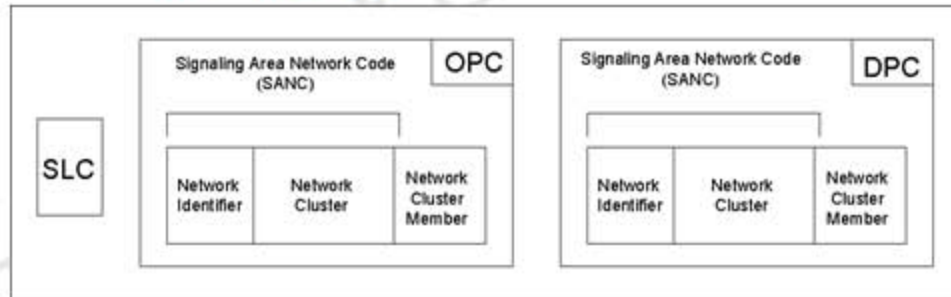 SLC
Signaling Area Network Code
(SANC)
OPC
Network
Identifier
Network
Cluster
Network
Cluster
Member
Signaling Area Network Code
(SANC)
DPC
Network
Identifier
Network
Cluster
Network
Cluster
Member